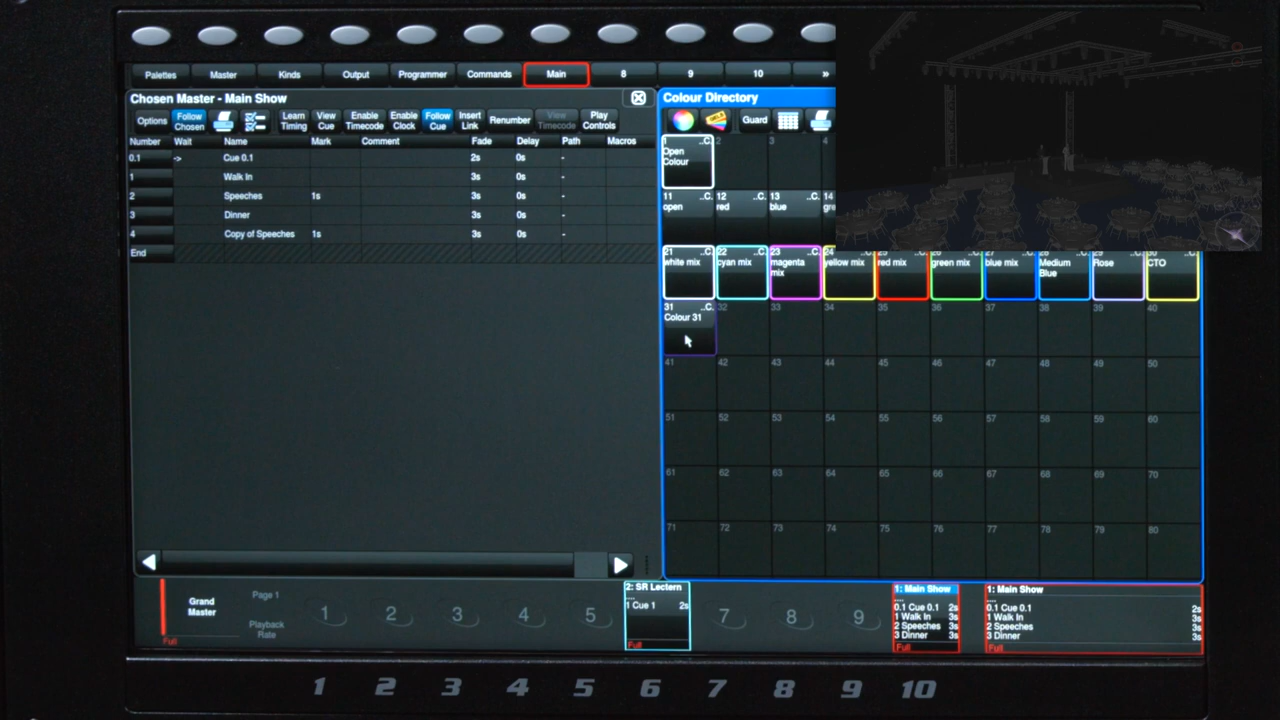 Palettes Master Kinds Output Programmer Commands Main 8 9 10 »
Chosen Master - Main Show
Options Follow Chosen Learn Timing View Cue Enable Timecode Enable Clock Follow Cue Insert Link Renumber View Timecode Play Controls
Number Wait Name Mark Comment Fade Delay Path Macros
0.1 -> Cue 0.1 2s 0s -
1 Walk In 3s 0s -
2 Speeches 1s 3s 0s -
3 Dinner 3s 0s -
4 Copy of Speeches 1s 3s 0s -
End
Colour Directory
Guard
1 ..C. 2 3 4
Open Colour
11 ..C. 12 ..C. 13 ..C. 14
open red blue
21 ..C. 22 ..C. 23 ..C.
white mix cyan mix magenta mix yellow mix red mix green mix blue mix Medium Blue Rose CTO
31 ..C. 32 33 34 35 36 37 38 39 40
Colour 31
41 42 43 44 45 46 47 48 49 50
51 52 53 54 55 56 57 58 59 60
61 62 63 64 65 66 67 68 69 70
71 72 73 74 75 76 77 78 79 80
Grand Master
Full
Page 1
Playback Rate
1 2 3 4 5
2: SR Lectern
....
1 Cue 1 2s
Full
7 8 9
1: Main Show
....
0.1 Cue 0.1 2s
1 Walk In 3s
2 Speeches 3s
3 Dinner 3s
Full
1: Main Show
....
0.1 Cue 0.1 2s
1 Walk In 3s
2 Speeches 3s
3 Dinner 3s
Full
1 2 3 4 5 6 7 8 9 10